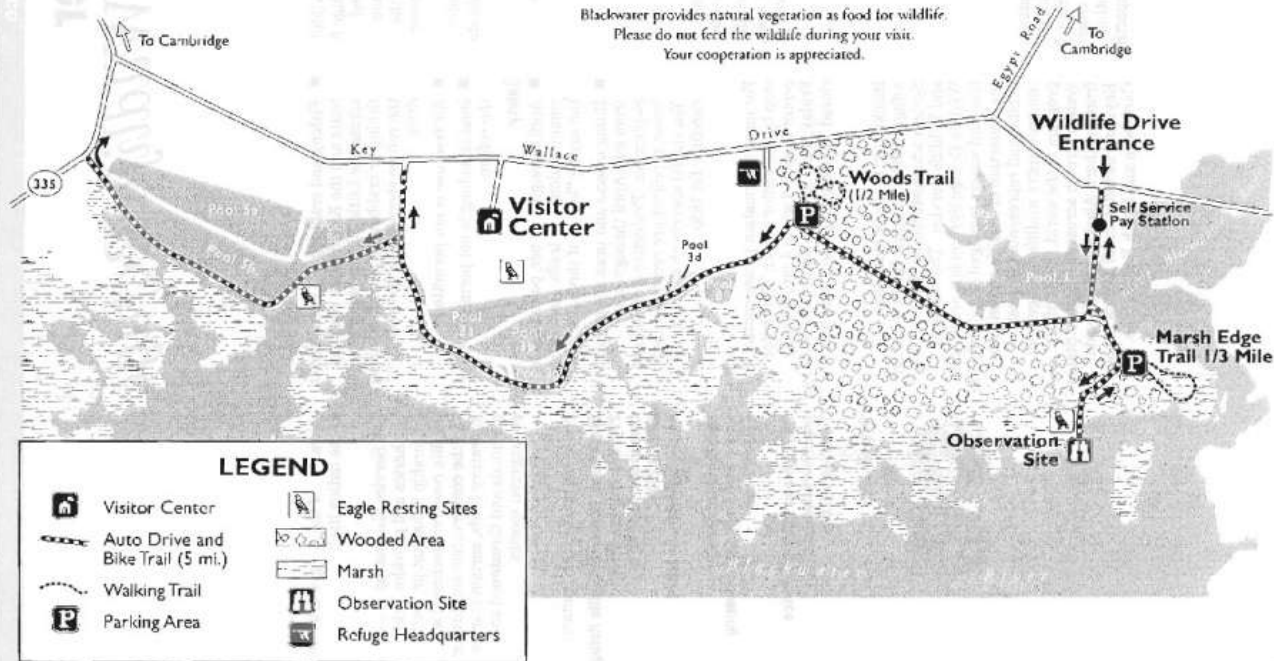 Blackwater provides natural vegetation as food for wildlife.
Please do not feed the wildlife during your visit.
Your cooperation is appreciated.
To Cambridge
To
Cambridge
Egypt Road
Key Wallace Drive
335
Wildlife Drive
Entrance
Self Service
Pay Station
Woods Trail
(1/2 Mile)
P
Visitor
Center
Pool
3d
Pool 1
Marsh Edge
Trail 1/3 Mile
P
Observation
Site
LEGEND
Visitor Center
Auto Drive and
Bike Trail (5 mi.)
Walking Trail
P Parking Area
Eagle Resting Sites
Wooded Area
Marsh
Observation Site
Refuge Headquarters